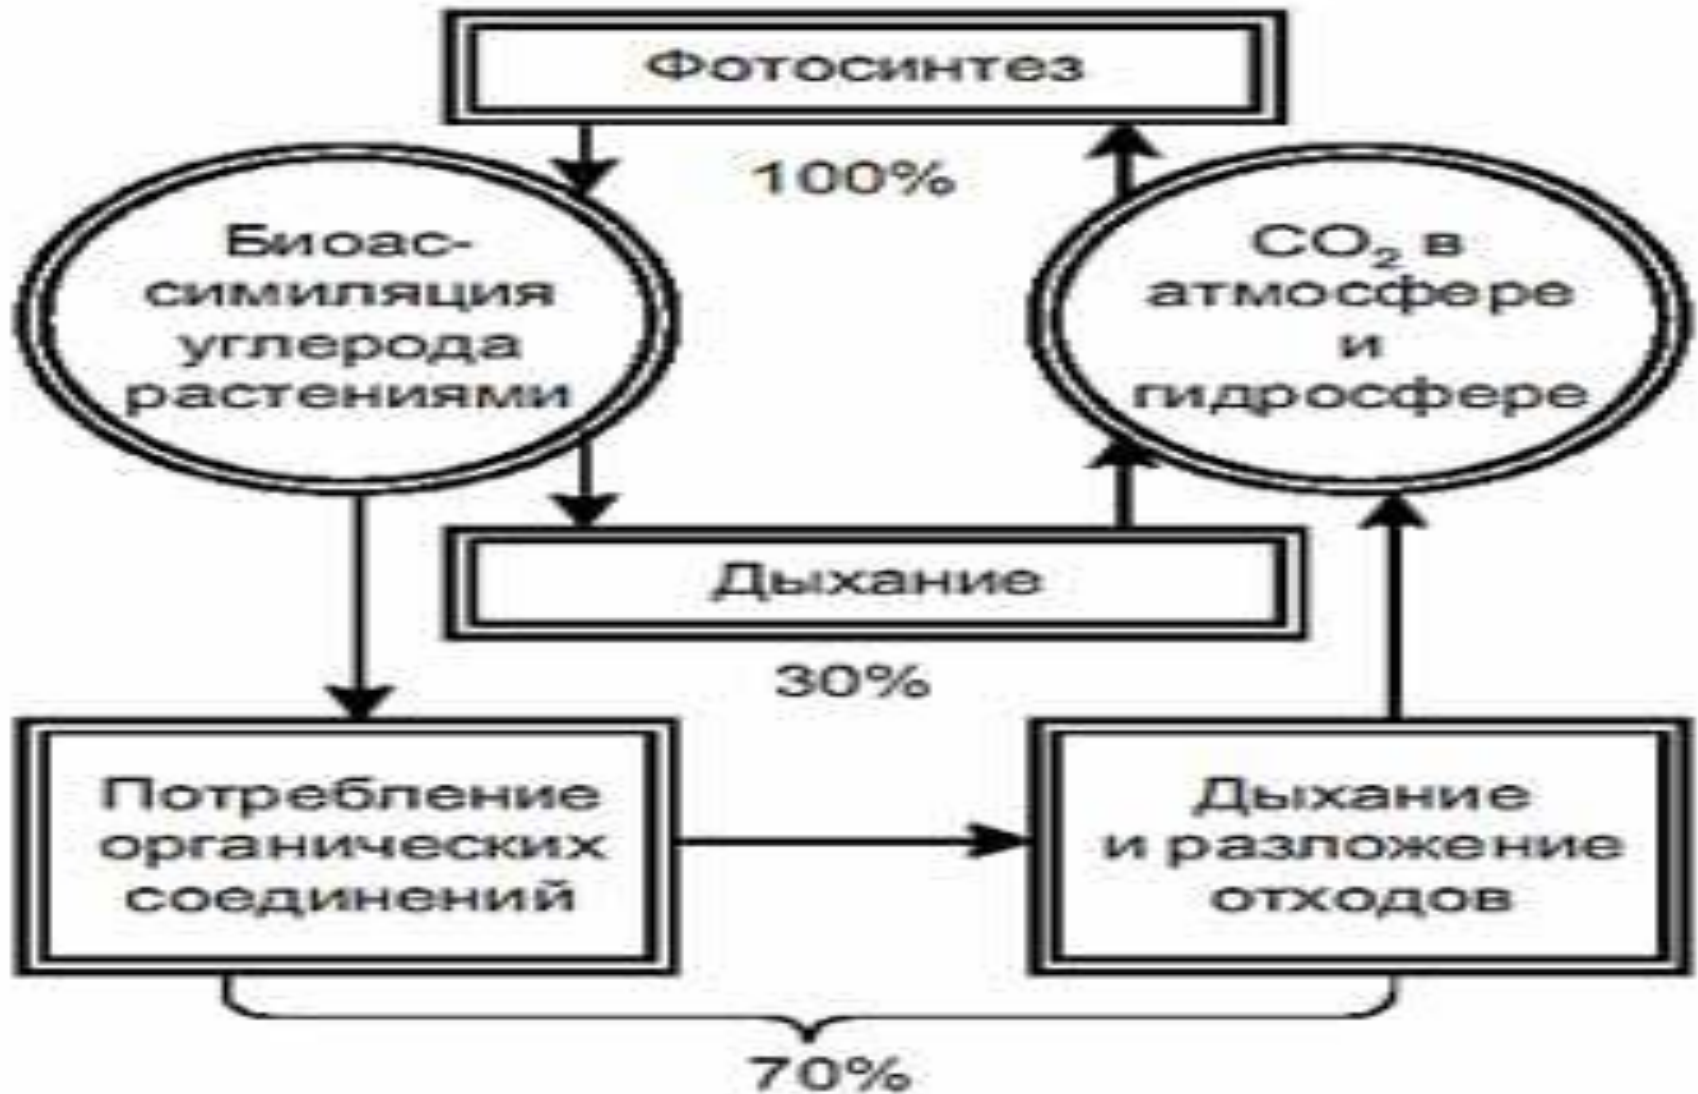 Фотосинтез
100%
Биоас-
симиляция
углерода
растениями
CO₂ в
атмосфере
и
гидросфере
Дыхание
30%
Потребление
органических
соединений
Дыхание
и разложение
отходов
70%